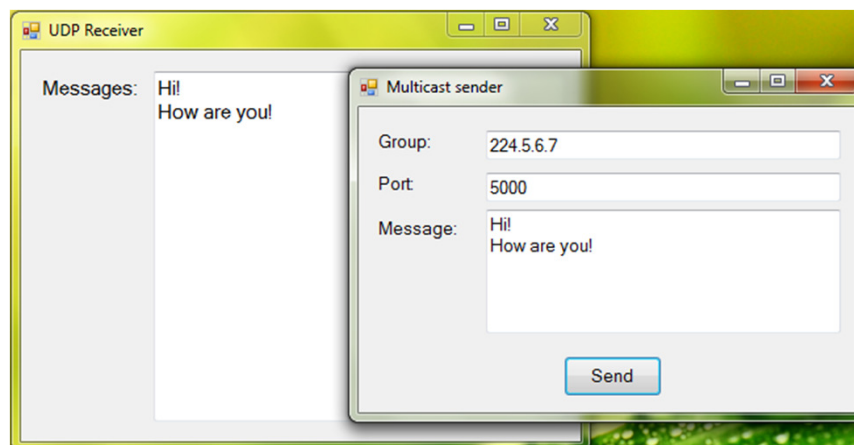 UDP Receiver
Messages:
Hi!
How are you!
Multicast sender
Group:
224.5.6.7
Port:
5000
Message:
Hi!
How are you!
Send